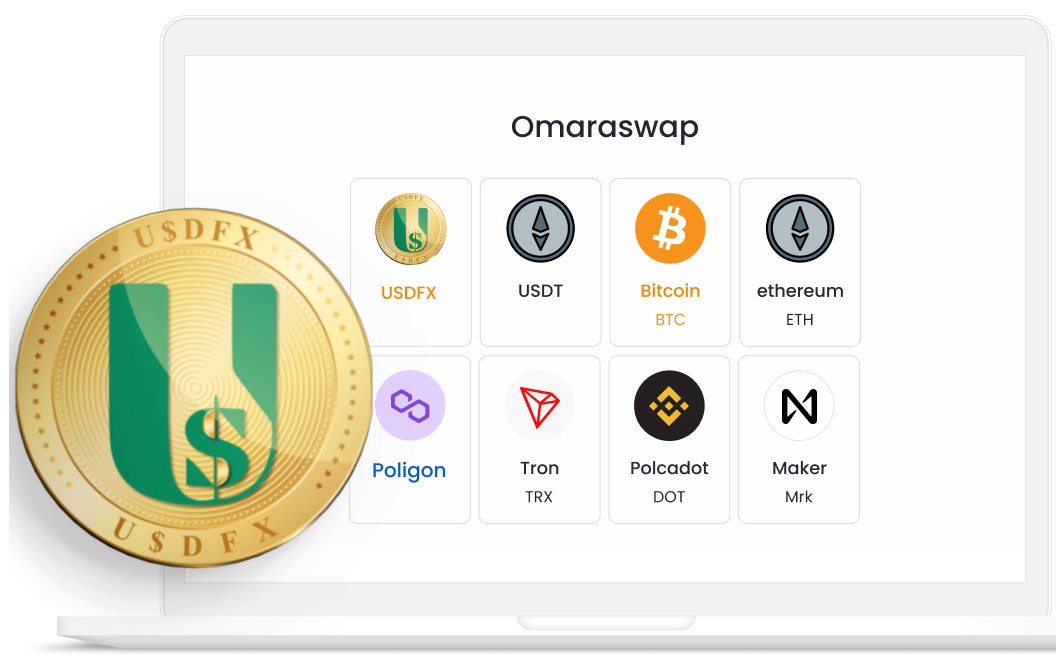 Omaraswap
U$DFX
U$DFX
USDFX
USDT
Bitcoin
BTC
ethereum
ETH
Poligon
Tron
TRX
Polcadot
DOT
Maker
Mrk